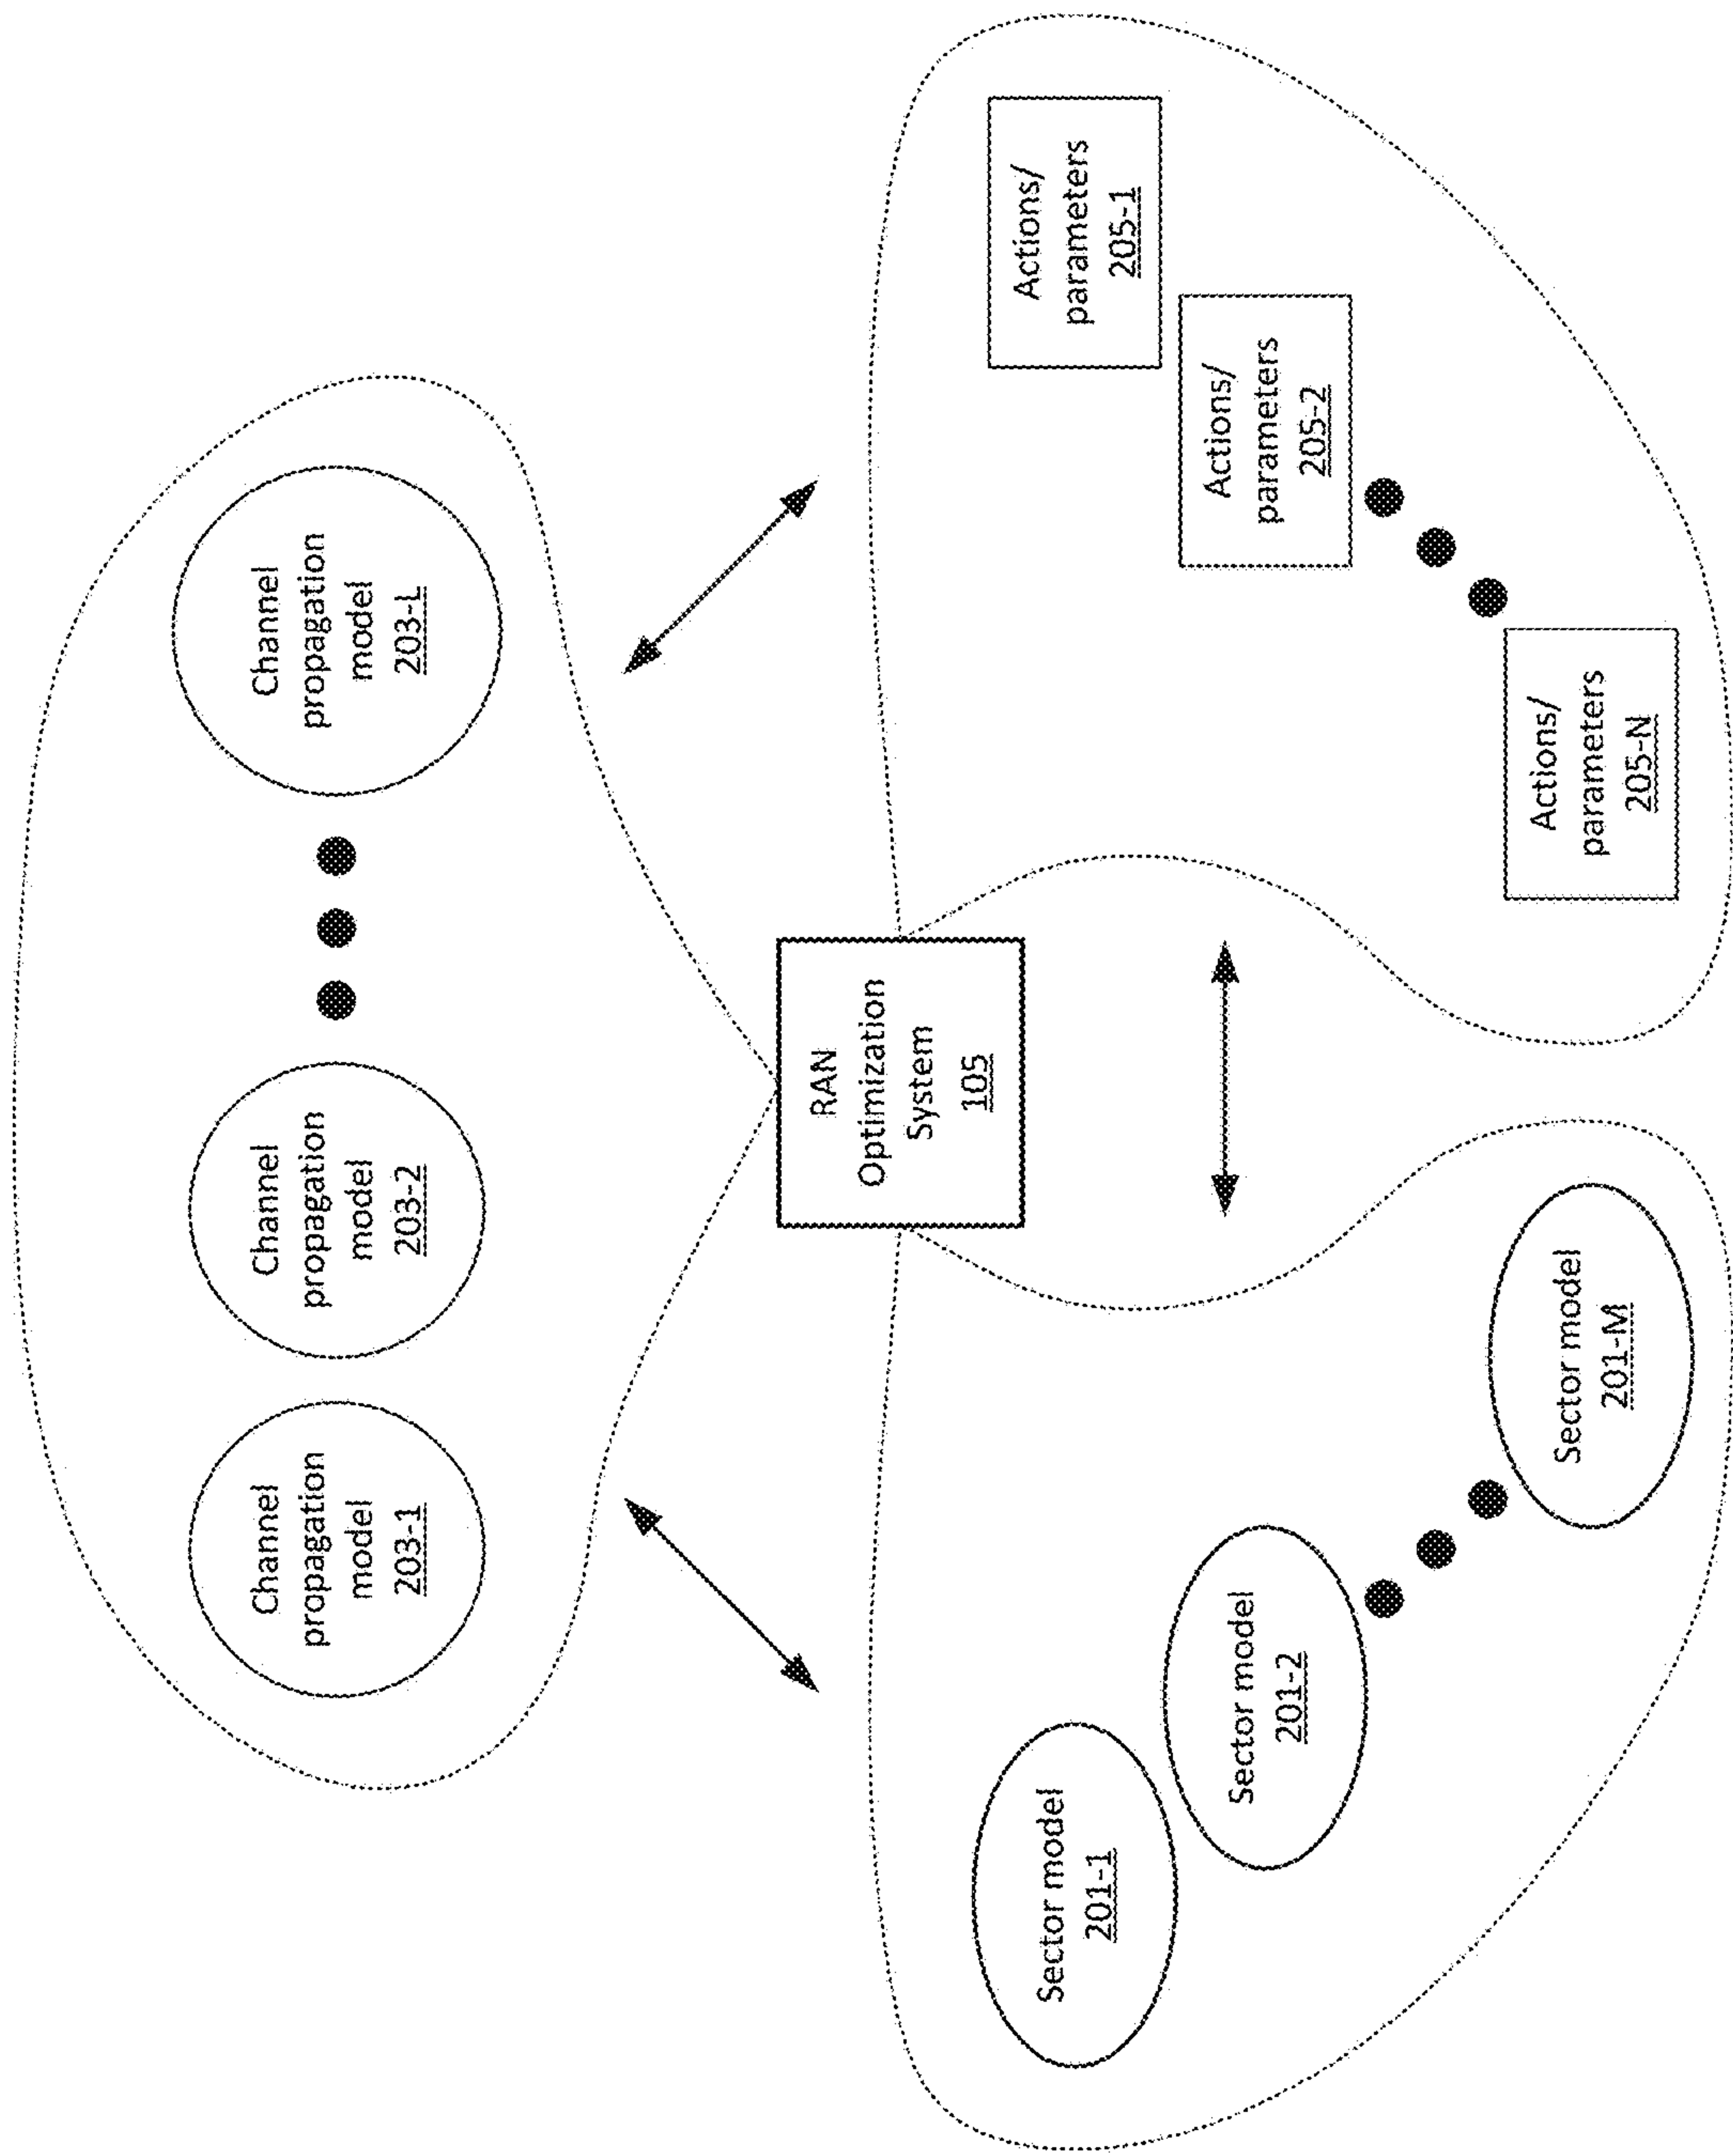 Channel
propagation
model
203-1
Channel
propagation
model
203-2
Channel
propagation
model
203-L
RAN
Optimization
System
105
Sector model
201-1
Sector model
201-2
Sector model
201-M
Actions/
parameters
205-1
Actions/
parameters
205-2
Actions/
parameters
205-N